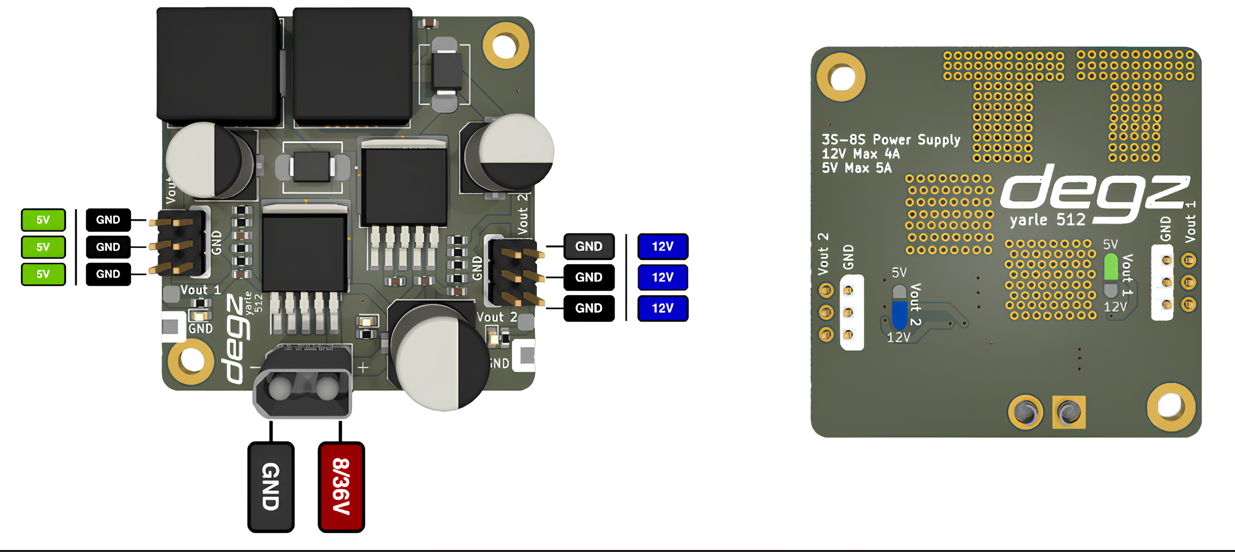 Vout
Vout 2
5V GND
5V GND
5V GND
GND
GND
GND 12V
GND 12V
GND 12V
Vout 1
GND
degz
yarle
512
Vout 2
GND
- +
GND
8/36V
3S-8S Power Supply
12V Max 4A
5V Max 5A
degz
yarle 512
Vout 2
GND
5V
Vout 2
12V
5V
Vout 1
12V
GND
Vout 1